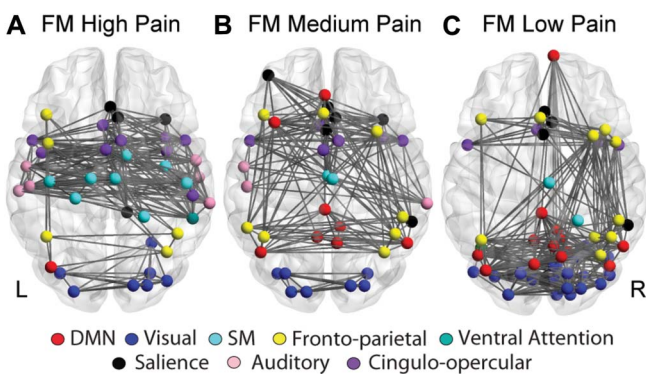 A FM High Pain B FM Medium Pain C FM Low Pain
L R
DMN Visual SM Fronto-parietal Ventral Attention
Salience Auditory Cingulo-opercular